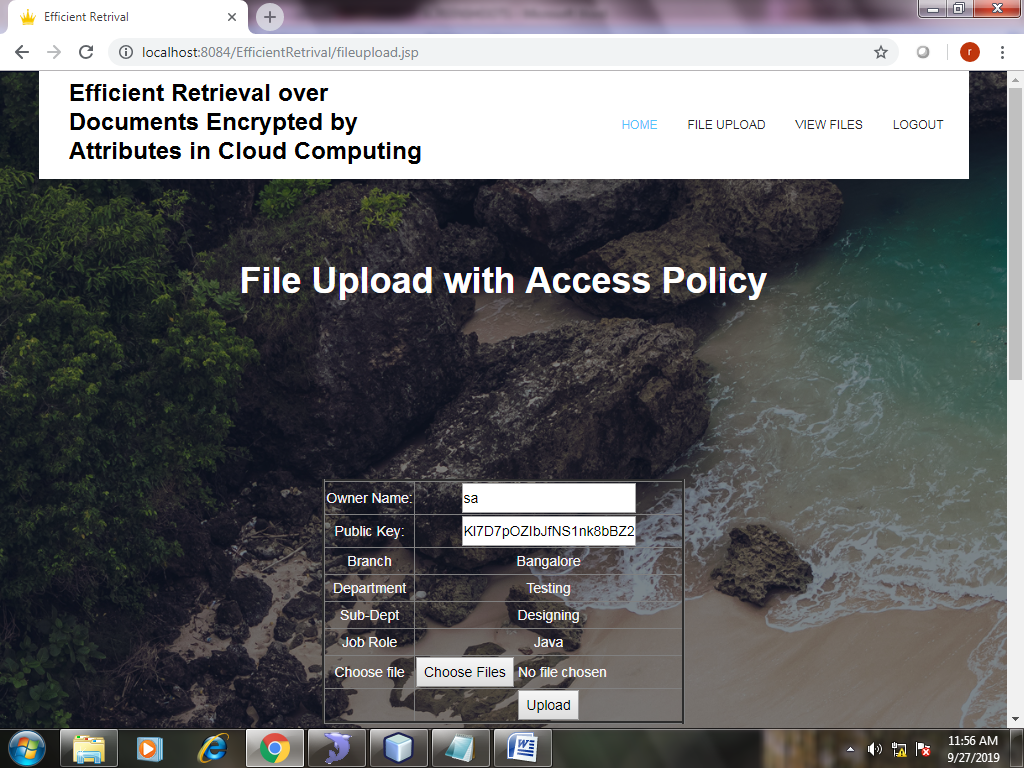 Efficient Retrival
localhost:8084/EfficientRetrival/fileupload.jsp
r
Efficient Retrieval over
Documents Encrypted by
Attributes in Cloud Computing
HOME FILE UPLOAD VIEW FILES LOGOUT
File Upload with Access Policy
Owner Name: sa
Public Key: Kl7D7pOZIbJfNS1nk8bBZ2
Branch Bangalore
Department Testing
Sub-Dept Designing
Job Role Java
Choose file Choose Files No file chosen
Upload
11:56 AM
9/27/2019